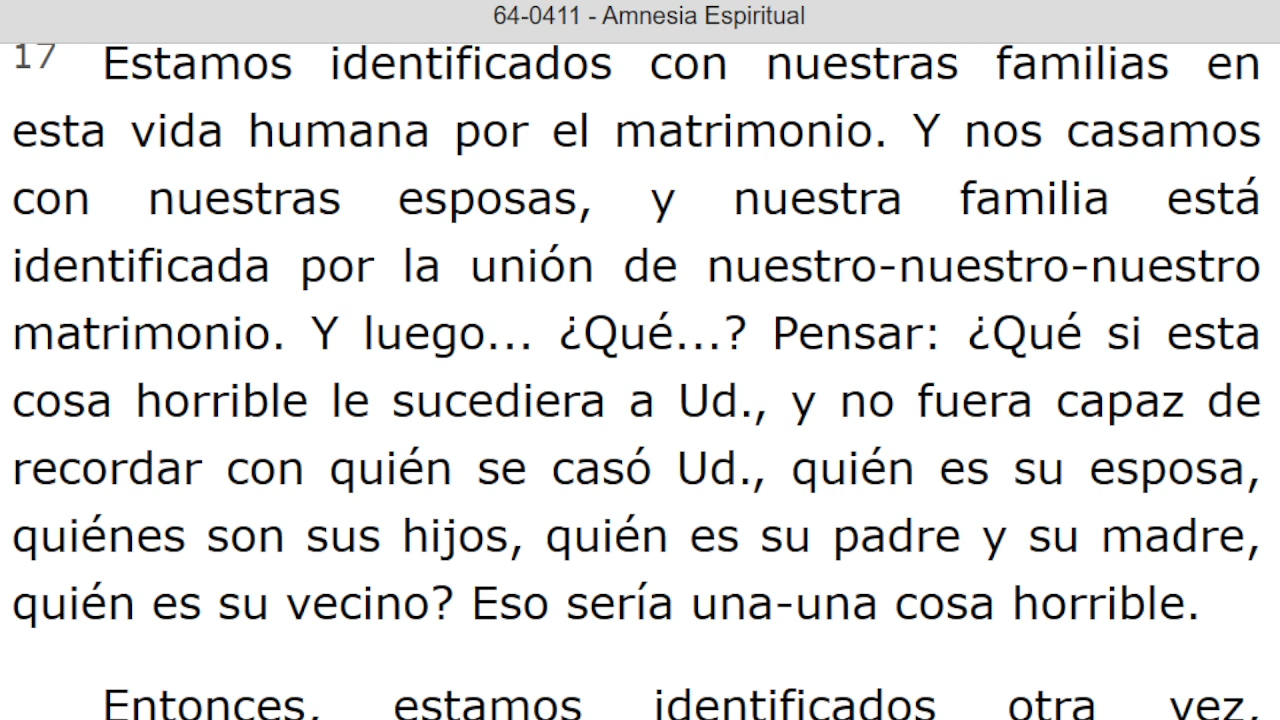 64-0411 - Amnesia Espiritual
17 Estamos identificados con nuestras familias en
esta vida humana por el matrimonio. Y nos casamos
con nuestras esposas, y nuestra familia está
identificada por la unión de nuestro-nuestro-nuestro
matrimonio. Y luego... ¿Qué...? Pensar: ¿Qué si esta
cosa horrible le sucediera a Ud., y no fuera capaz de
recordar con quién se casó Ud., quién es su esposa,
quiénes son sus hijos, quién es su padre y su madre,
quién es su vecino? Eso sería una-una cosa horrible.
Entonces, estamos identificados otra vez,